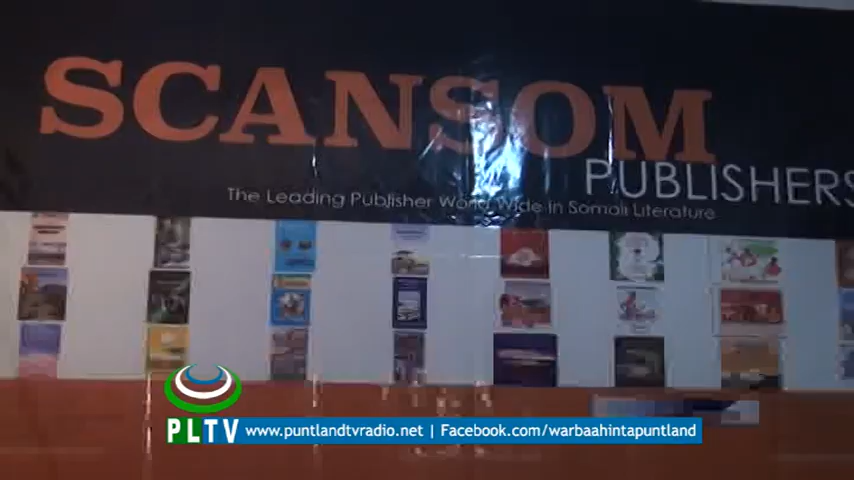 SCANSOM
PUBLISHERS
The Leading Publisher World Wide In Somali Literature
PLTV www.puntlandtvradio.net | Facebook.com/warbaahintapuntland